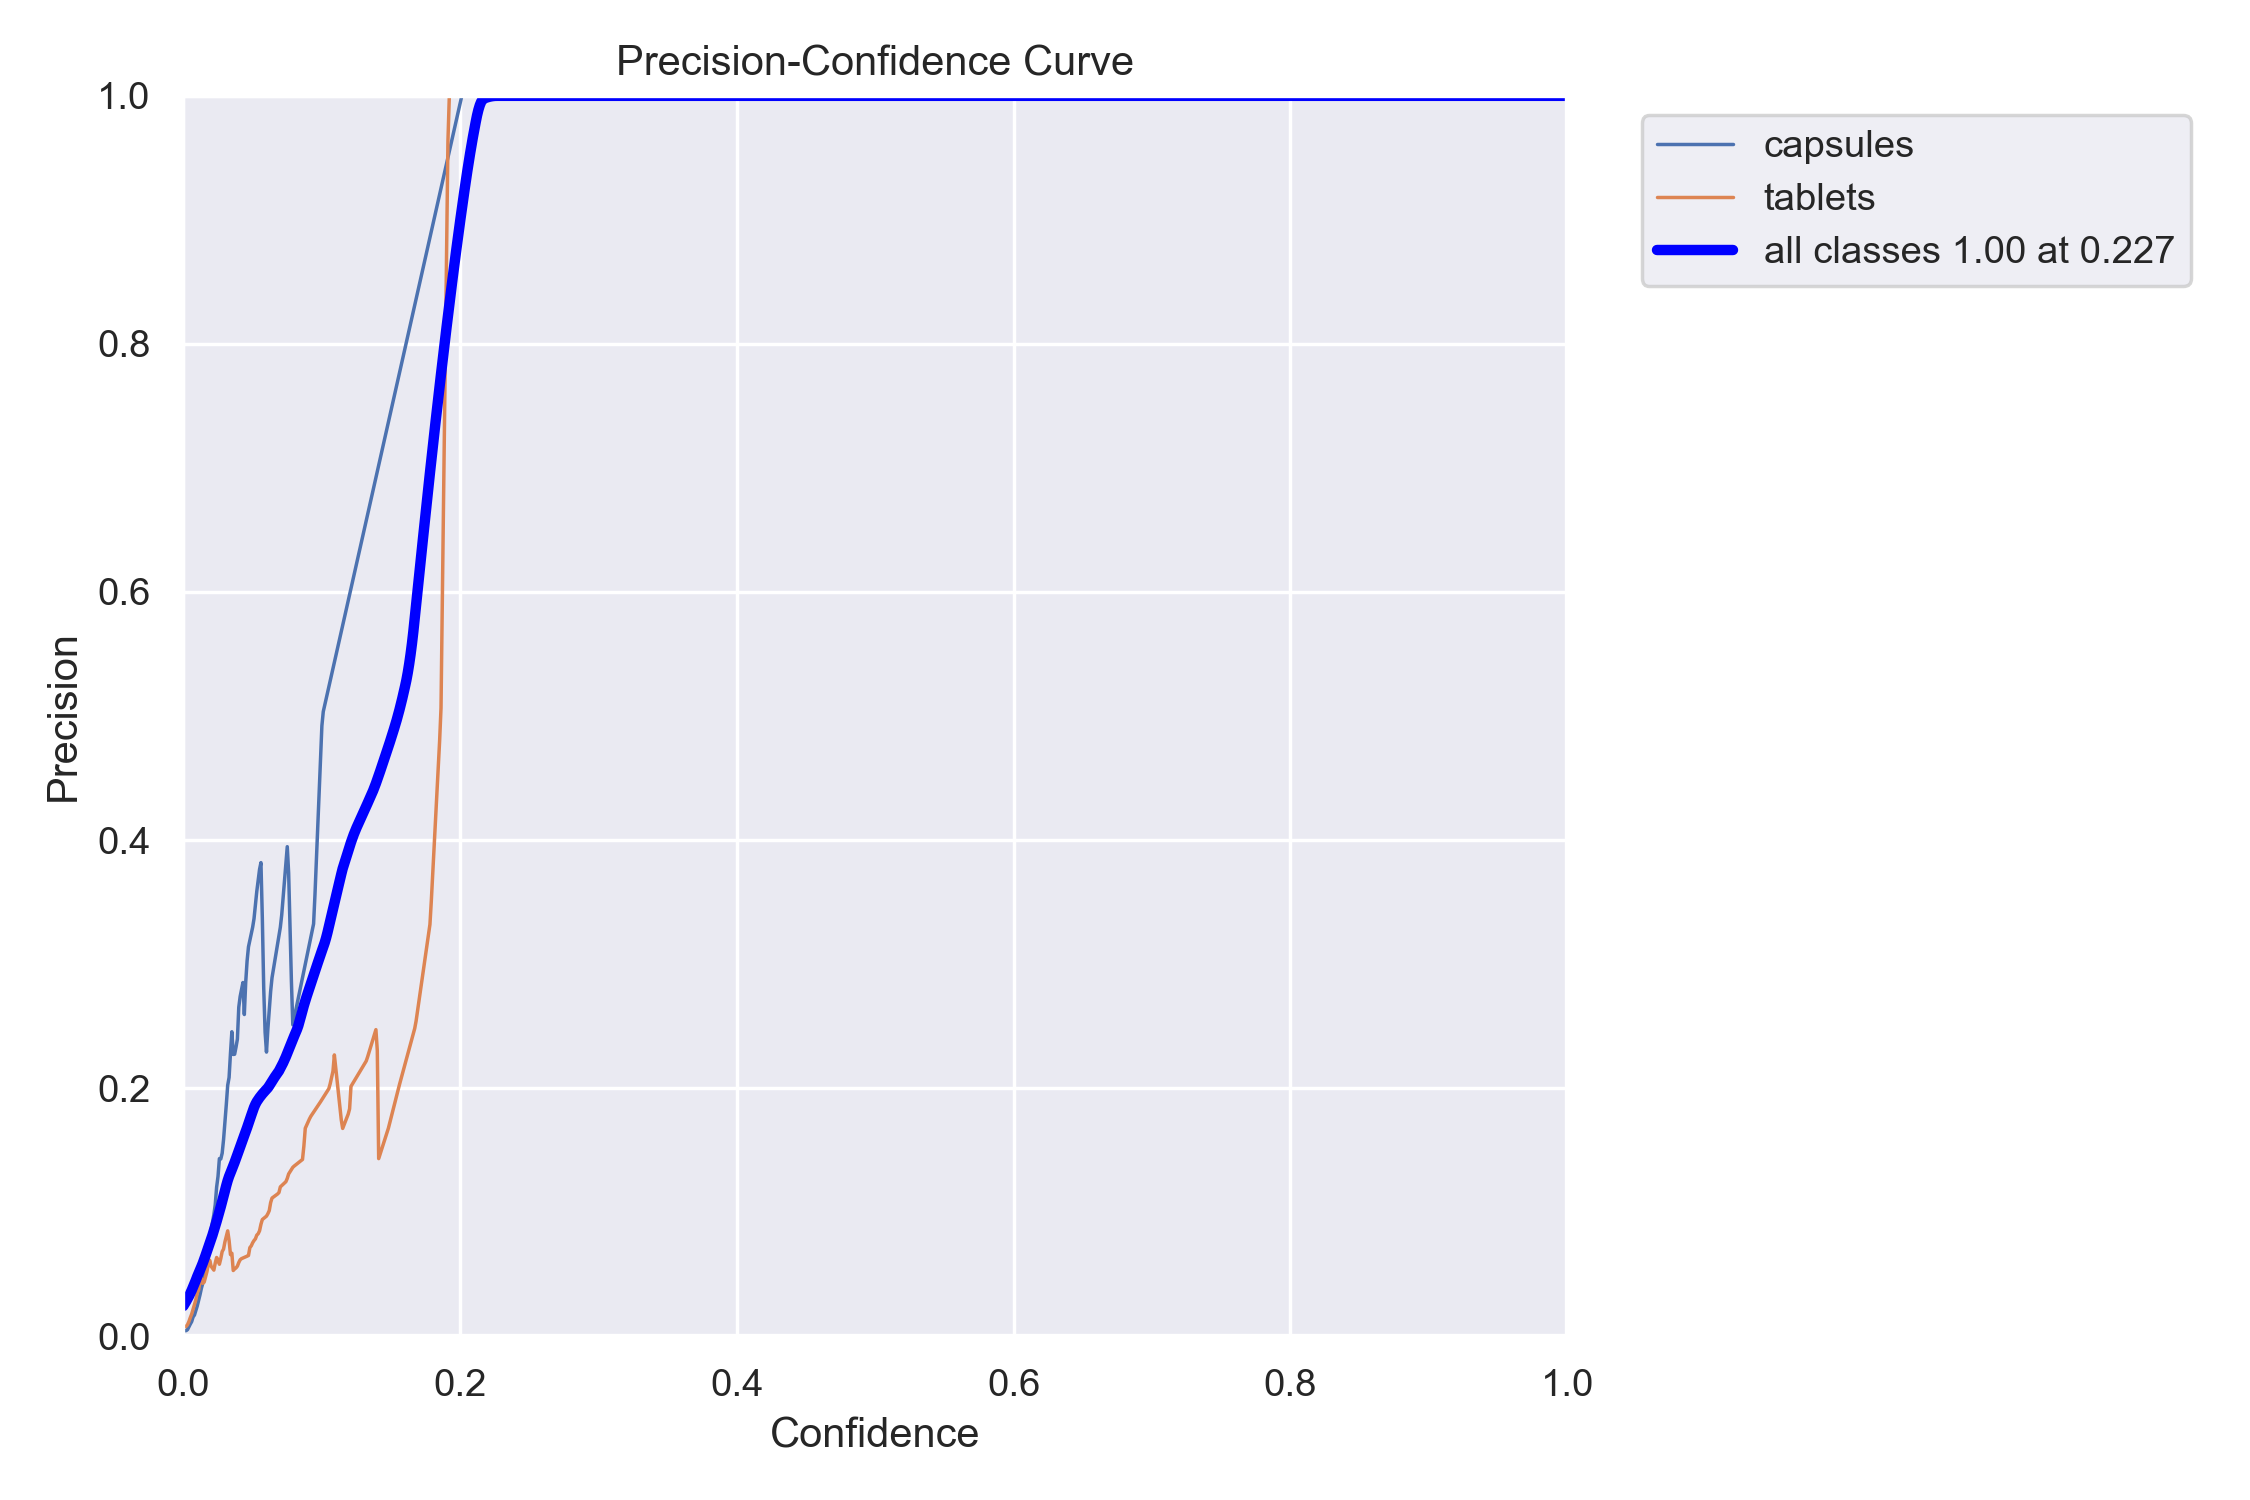 Precision-Confidence Curve
1.0
0.8
0.6
0.4
0.2
0.0
Precision
0.0 0.2 0.4 0.6 0.8 1.0
Confidence
capsules
tablets
all classes 1.00 at 0.227